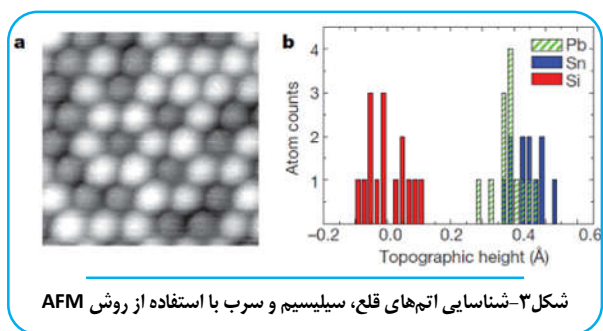 a
b
4
3
2
1
Atom counts
Pb
Sn
Si
−0.2 0.0 0.2 0.4 0.6
Topographic height (Å)
شکل۳-شناسایی اتم‌های قلع، سیلیسیم و سرب با استفاده از روش AFM